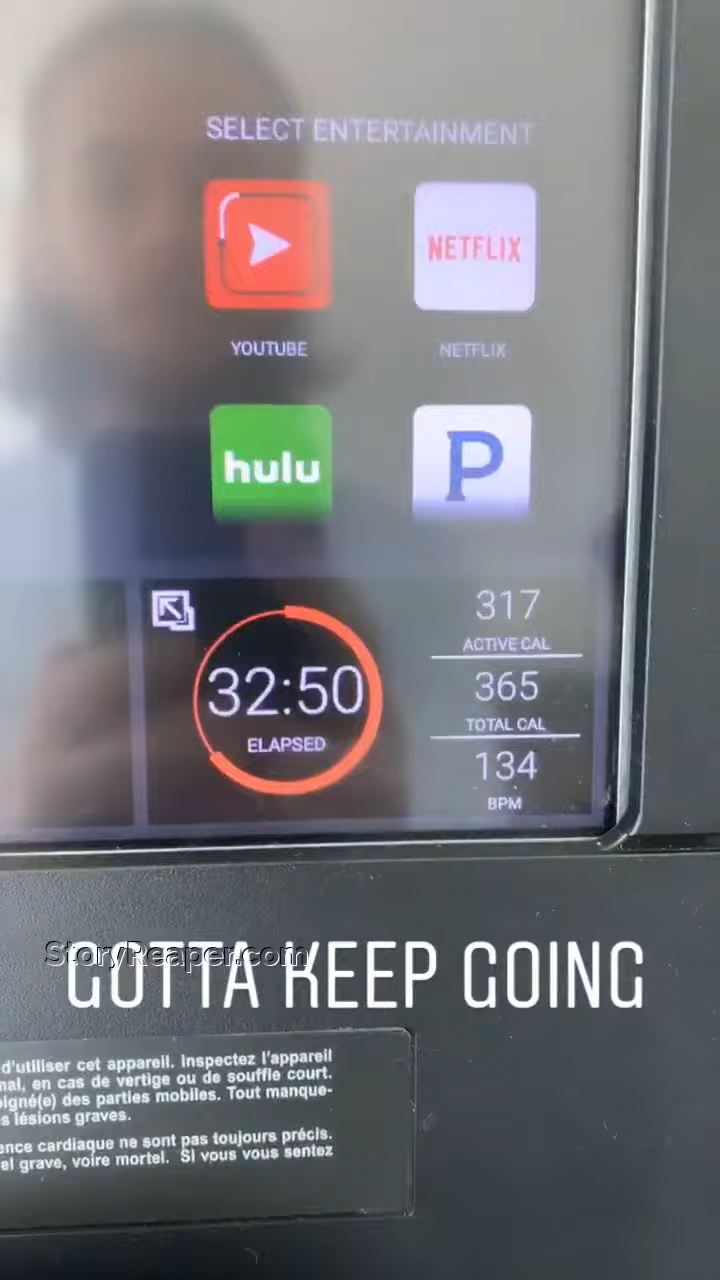 SELECT ENTERTAINMENT
NETFLIX
YOUTUBE NETFLIX
hulu P
317
ACTIVE CAL
32:50 365
ELAPSED TOTAL CAL
134
BPM
StoryReaper.com
GOTTA KEEP GOING
d'utiliser cet appareil. Inspectez l'appareil
nal, en cas de vertige ou de souffle court.
oigné(e) des parties mobiles. Tout manque-
s lésions graves.
ence cardiaque ne sont pas toujours précis.
el grave, voire mortel. Si vous vous sentez